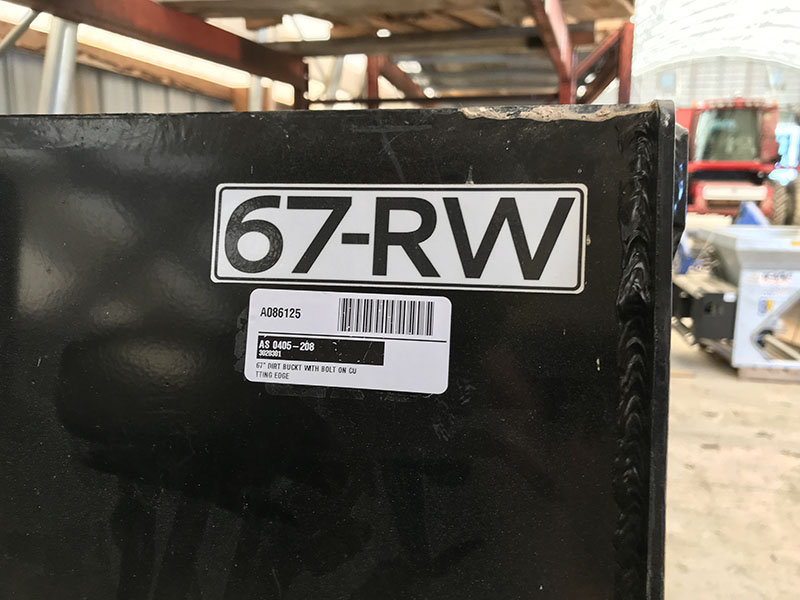 67-RW
A086125
AS 0405-208
3020301
67" DIRT BUCKT WITH BOLT ON CU
TTING EDGE